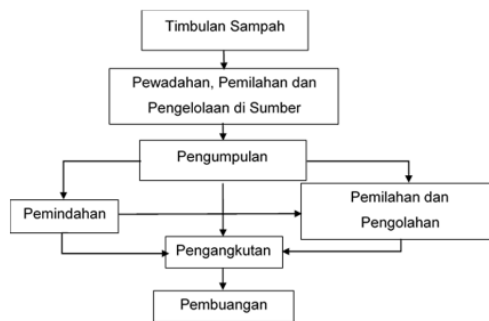 Timbulan Sampah
Pewadahan, Pemilahan dan
Pengelolaan di Sumber
Pengumpulan
Pemindahan
Pemilahan dan
Pengolahan
Pengangkutan
Pembuangan